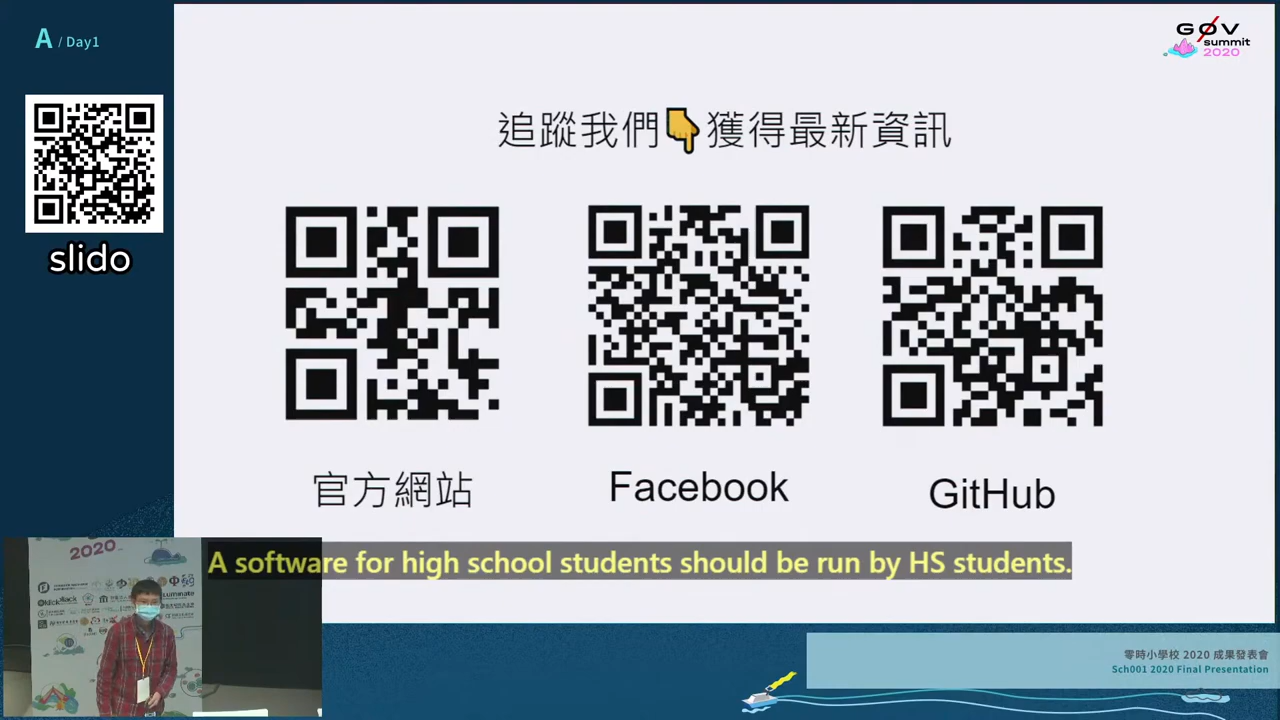 A / Day1
GØV
summit
2020
slido
追蹤我們👇獲得最新資訊
官方網站
Facebook
GitHub
A software for high school students should be run by HS students.
2020
零時小學校 2020 成果發表會
Sch001 2020 Final Presentation